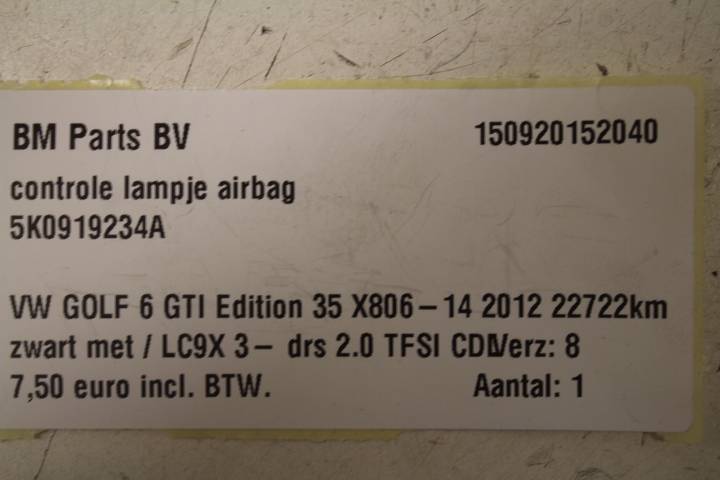 BM Parts BV 150920152040
controle lampje airbag
5K0919234A
VW GOLF 6 GTI Edition 35 X806-14 2012 22722km
zwart met / LC9X 3- drs 2.0 TFSI CDLVerz: 8
7,50 euro incl. BTW. Aantal: 1